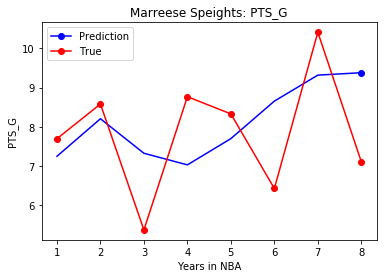 Marreese Speights: PTS_G
Prediction
True
PTS_G
10
9
8
7
6
1 2 3 4 5 6 7 8
Years in NBA